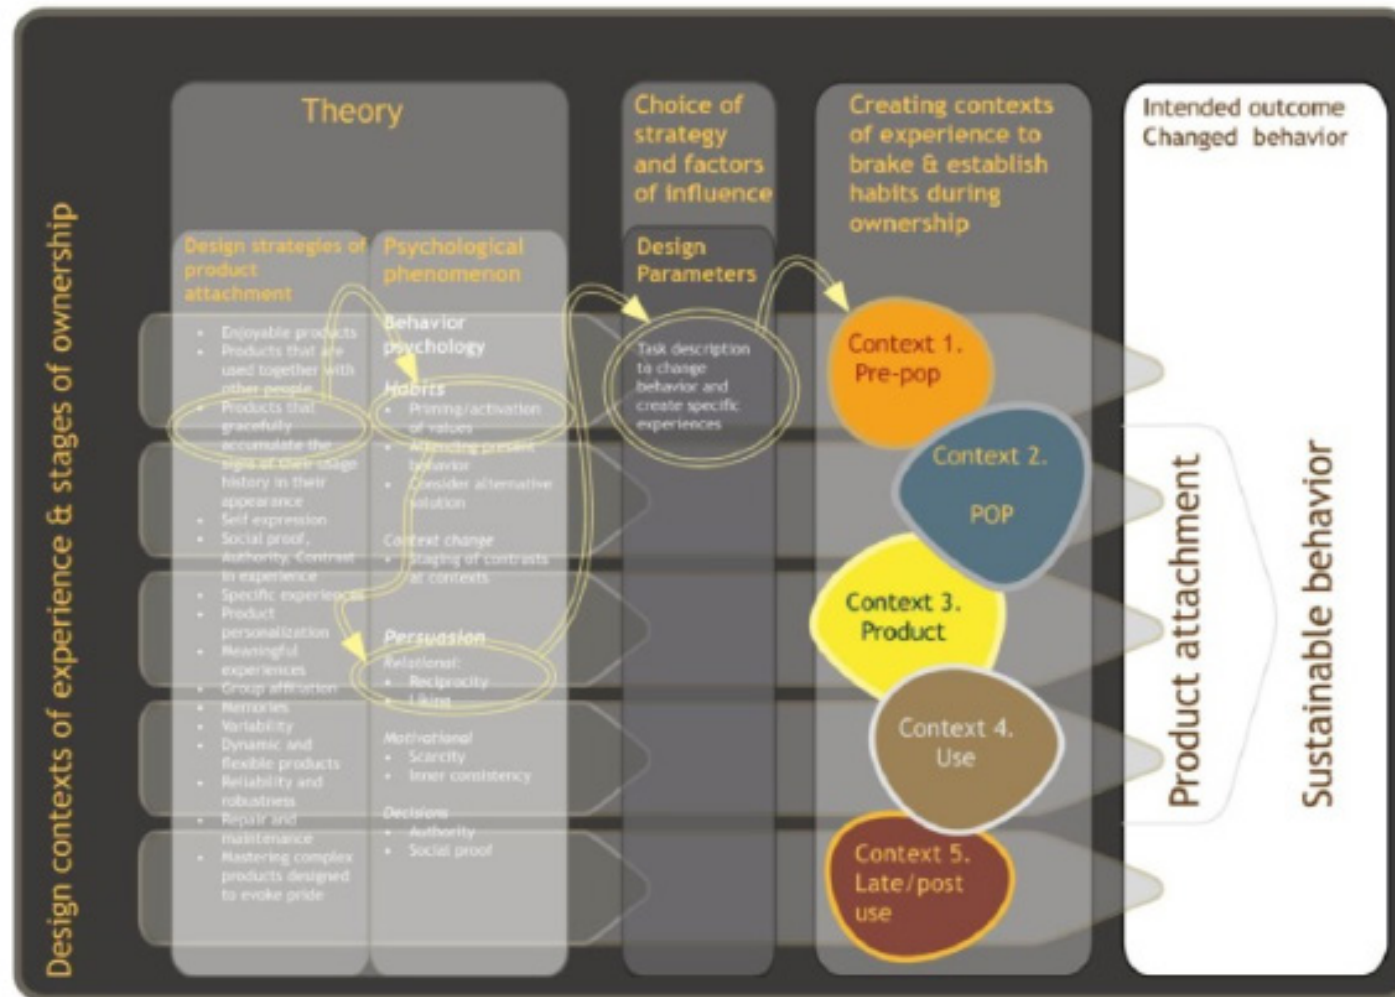 Design contexts of experience & stages of ownership
Theory
Design strategies of
product
attachment
• Enjoyable products
• Products that are
used together with
other people
• Products that
gracefully
accumulate the
signs of their usage
history in their
appearance
• Self expression
• Social proof,
Authority, Contrast
in experience
• Specific experiences
• Product
personalization
• Meaningful
experiences
• Group affiliation
• Memories
• Variability
• Dynamic and
flexible products
• Reliability and
robustness
• Repair and
maintenance
• Mastering complex
products designed
to evoke pride
Psychological
phenomenon
Behavior
psychology
Habits
• Priming/activation
of values
• Attending present
behavior
• Consider alternative
solution
Context change
• Staging of contrasts
at contexts
Persuasion
Relational:
• Reciprocity
• Liking
Motivational
• Scarcity
• Inner consistency
Decisions
• Authority
• Social proof
Choice of
strategy
and factors
of influence
Design
Parameters
Task description
to change
behavior and
create specific
experiences
Creating contexts
of experience to
brake & establish
habits during
ownership
Context 1.
Pre-pop
Context 2.
POP
Context 3.
Product
Context 4.
Use
Context 5.
Late/post
use
Intended outcome
Changed behavior
Product attachment
Sustainable behavior